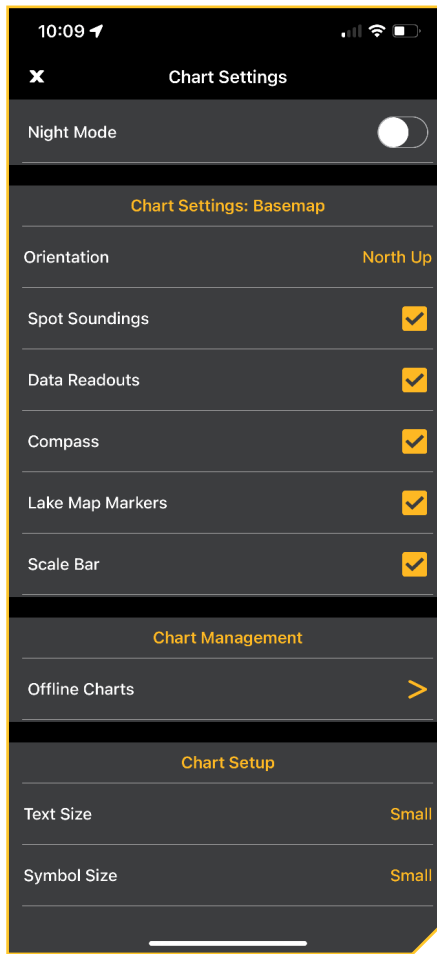 10:09
X Chart Settings
Night Mode
Chart Settings: Basemap
Orientation North Up
Spot Soundings
Data Readouts
Compass
Lake Map Markers
Scale Bar
Chart Management
Offline Charts >
Chart Setup
Text Size Small
Symbol Size Small